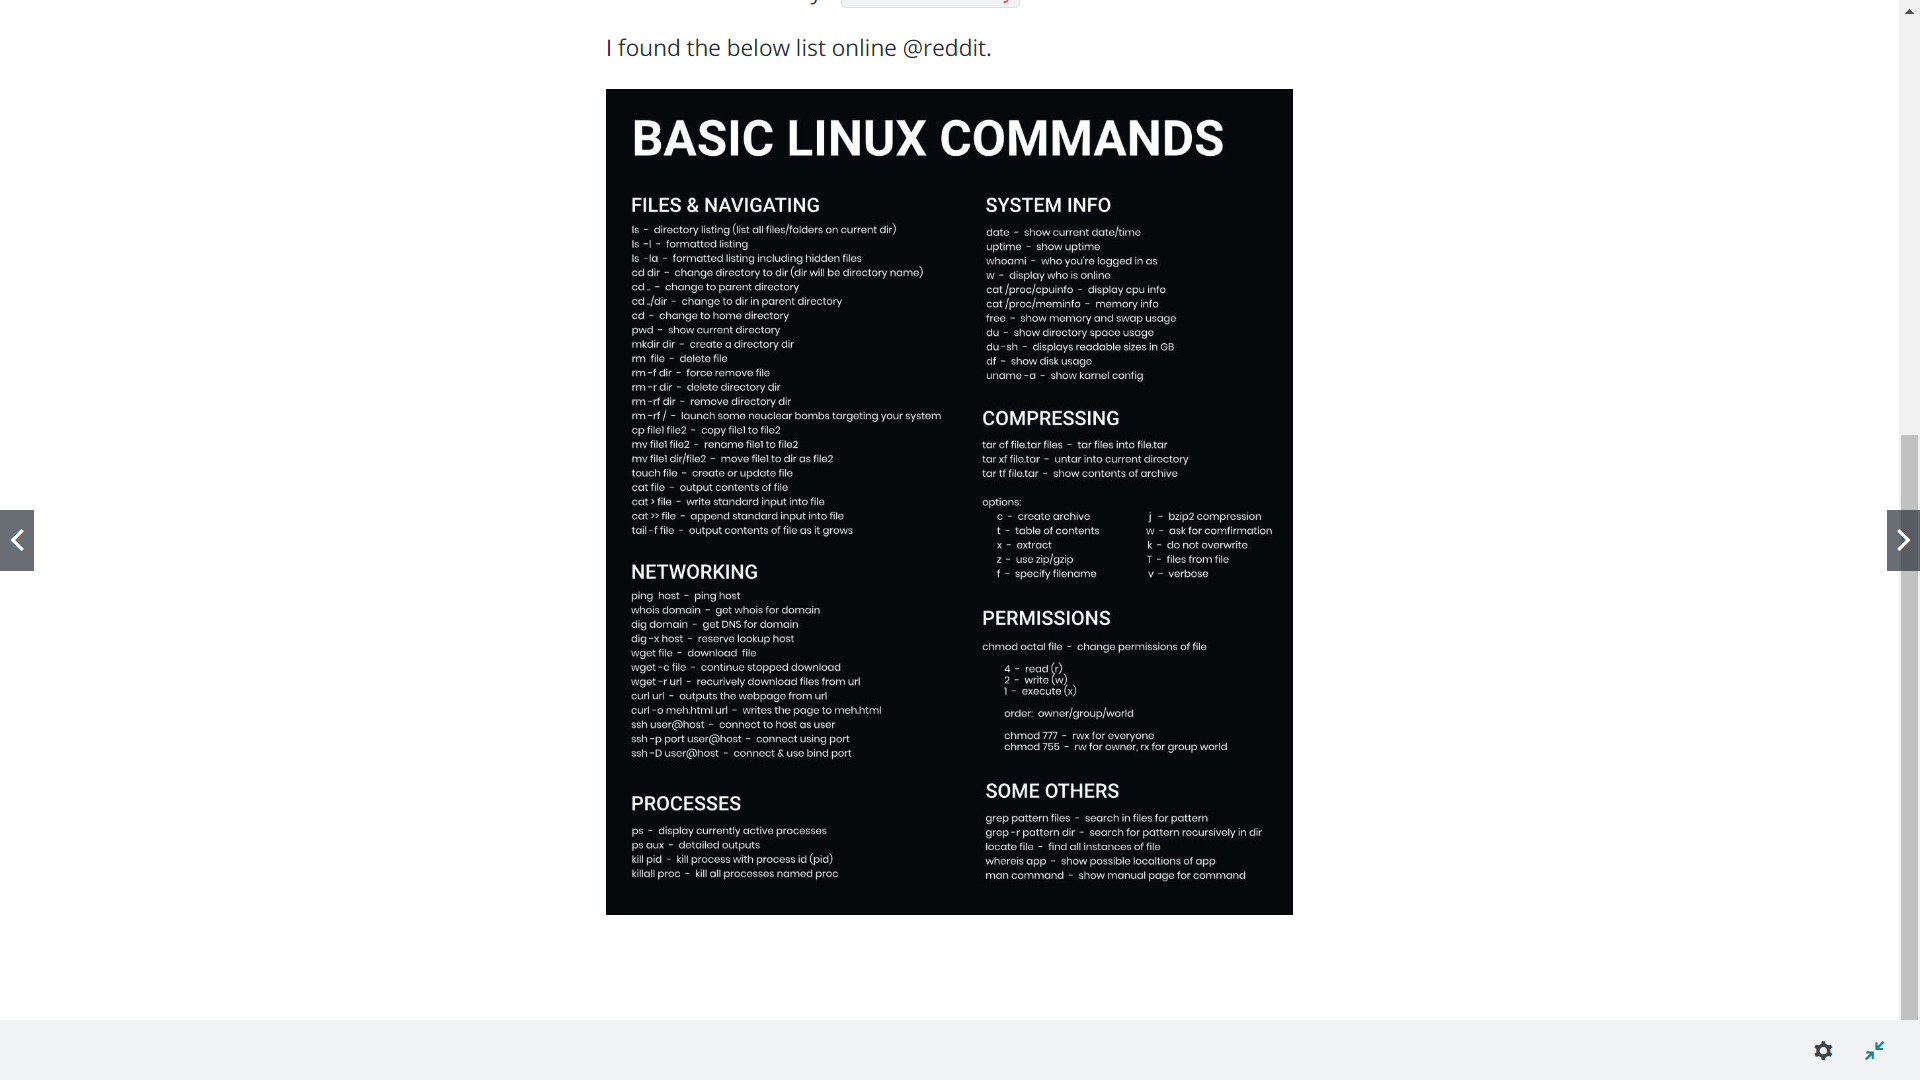 I found the below list online @reddit.
BASIC LINUX COMMANDS
FILES & NAVIGATING
ls - directory listing (list all files/folders on current dir)
ls -l - formatted listing
ls -la - formatted listing including hidden files
cd dir - change directory to dir (dir will be directory name)
cd .. - change to parent directory
cd ../dir - change to dir in parent directory
cd - change to home directory
pwd - show current directory
mkdir dir - create a directory dir
rm file - delete file
rm -f dir - force remove file
rm -r dir - delete directory dir
rm -rf dir - remove directory dir
rm -rf / - launch some neuclear bombs targeting your system
cp file1 file2 - copy file1 to file2
mv file1 file2 - rename file1 to file2
mv file1 dir/file2 - move file1 to dir as file2
touch file - create or update file
cat file - output contents of file
cat > file - write standard input into file
cat >> file - append standard input into file
tail -f file - output contents of file as it grows
NETWORKING
ping host - ping host
whois domain - get whois for domain
dig domain - get DNS for domain
dig -x host - reserve lookup host
wget file - download file
wget -c file - continue stopped download
wget -r url - recurively download files from url
curl url - outputs the webpage from url
curl -o meh.html url - writes the page to meh.html
ssh user@host - connect to host as user
ssh -p port user@host - connect using port
ssh -D user@host - connect & use bind port
PROCESSES
ps - display currently active processes
ps aux - detailed outputs
kill pid - kill process with process id (pid)
killall proc - kill all processes named proc
SYSTEM INFO
date - show current date/time
uptime - show uptime
whoami - who you're logged in as
w - display who is online
cat /proc/cpuinfo - display cpu info
cat /proc/meminfo - memory info
free - show memory and swap usage
du - show directory space usage
du -sh - displays readable sizes in GB
df - show disk usage
uname -a - show karnel config
COMPRESSING
tar cf file.tar files - tar files into file.tar
tar xf file.tar - untar into current directory
tar tf file.tar - show contents of archive
options:
c - create archive
t - table of contents
x - extract
z - use zip/gzip
f - specify filename
j - bzip2 compression
w - ask for comfirmation
k - do not overwrite
T - files from file
v - verbose
PERMISSIONS
chmod octal file - change permissions of file
4 - read (r)
2 - write (w)
1 - execute (x)
order: owner/group/world
chmod 777 - rwx for everyone
chmod 755 - rw for owner, rx for group world
SOME OTHERS
grep pattern files - search in files for pattern
grep -r pattern dir - search for pattern recursively in dir
locate file - find all instances of file
whereis app - show possible localtions of app
man command - show manual page for command